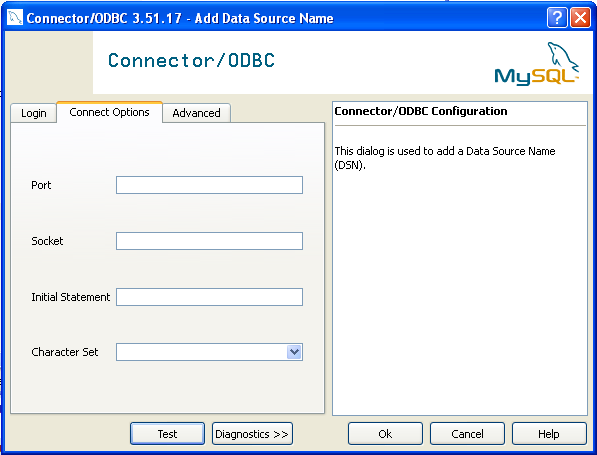 Connector/ODBC 3.51.17 - Add Data Source Name
Connector/ODBC
MySQL
Login
Connect Options
Advanced
Port
Socket
Initial Statement
Character Set
Connector/ODBC Configuration
This dialog is used to add a Data Source Name
(DSN).
Test
Diagnostics >>
Ok
Cancel
Help